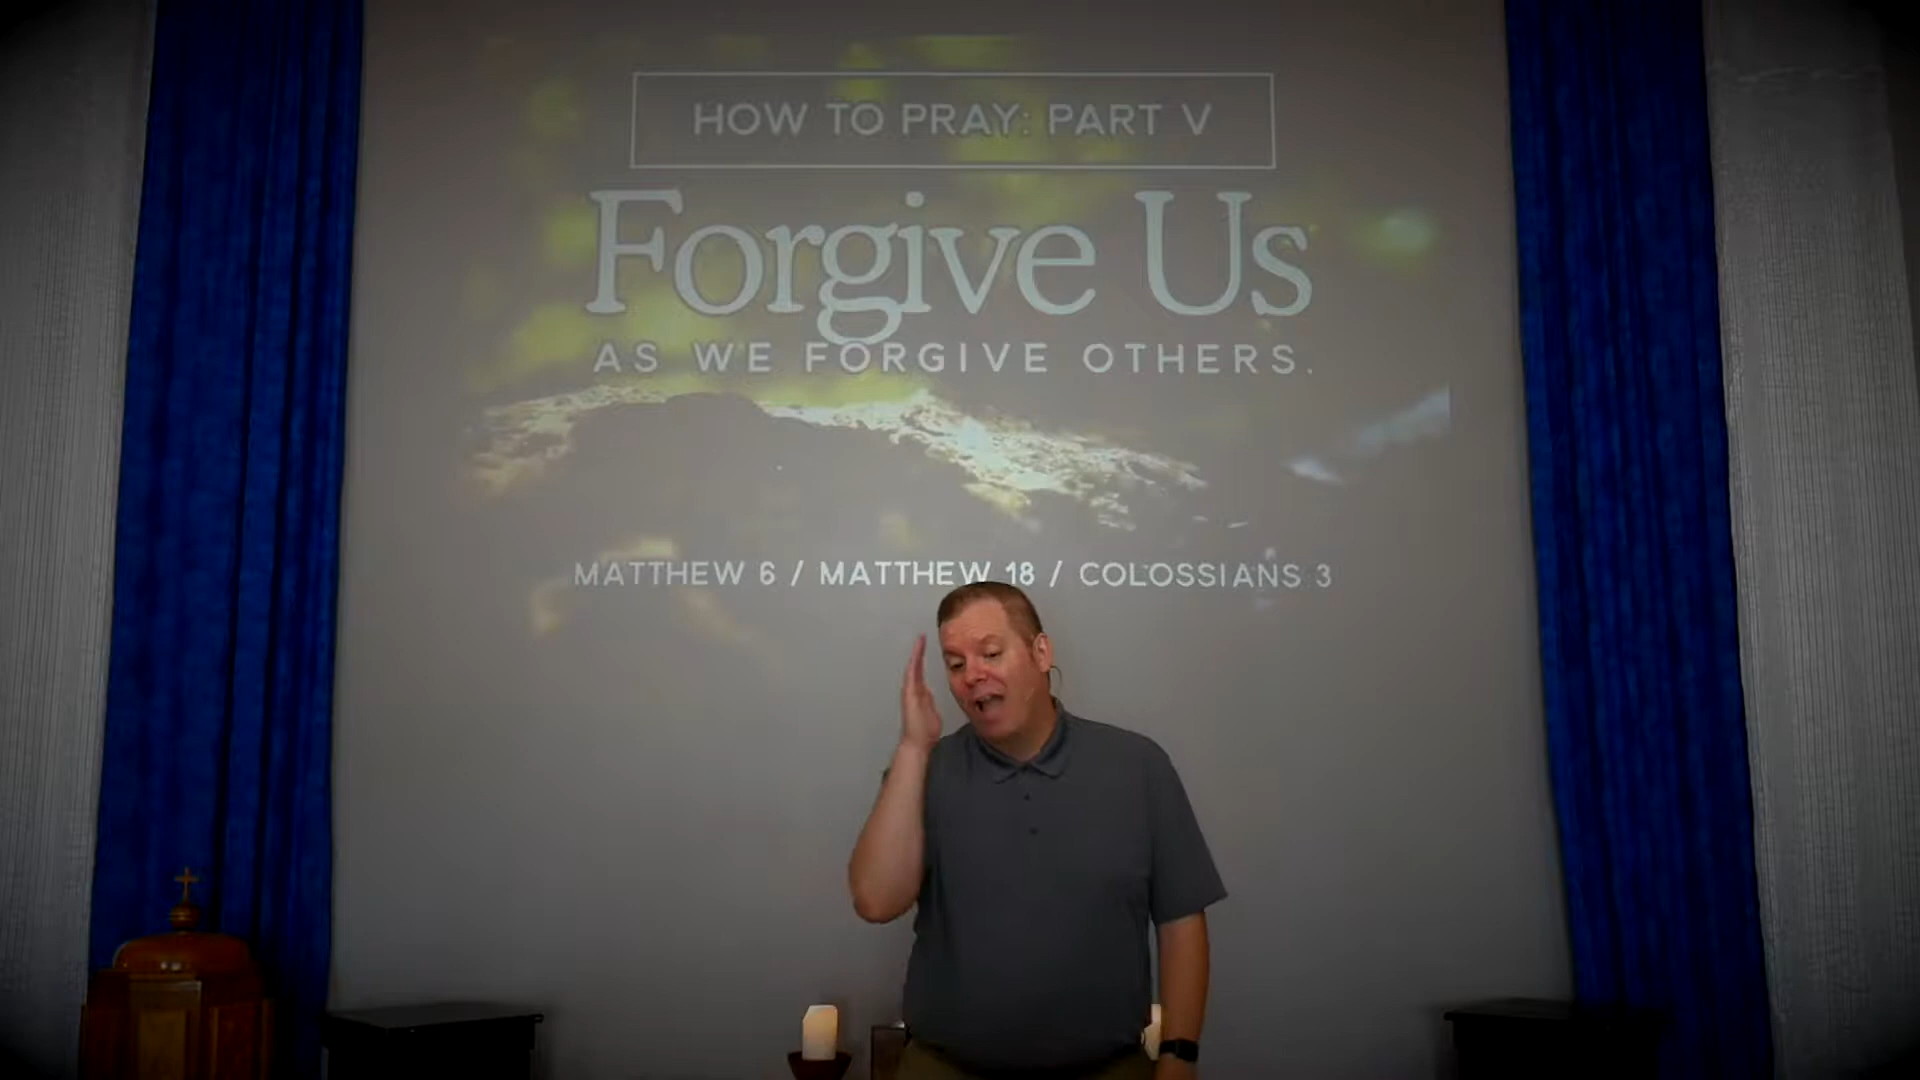 HOW TO PRAY: PART V
Forgive Us
AS WE FORGIVE OTHERS.
MATTHEW 6 / MATTHEW 18 / COLOSSIANS 3